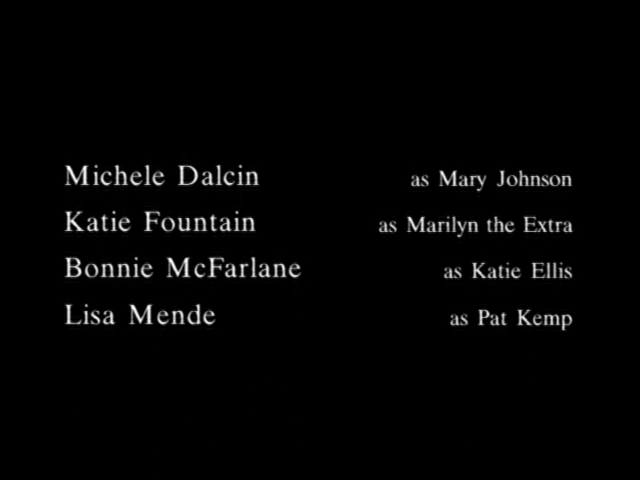 Michele Dalcin as Mary Johnson
Katie Fountain as Marilyn the Extra
Bonnie McFarlane as Katie Ellis
Lisa Mende as Pat Kemp